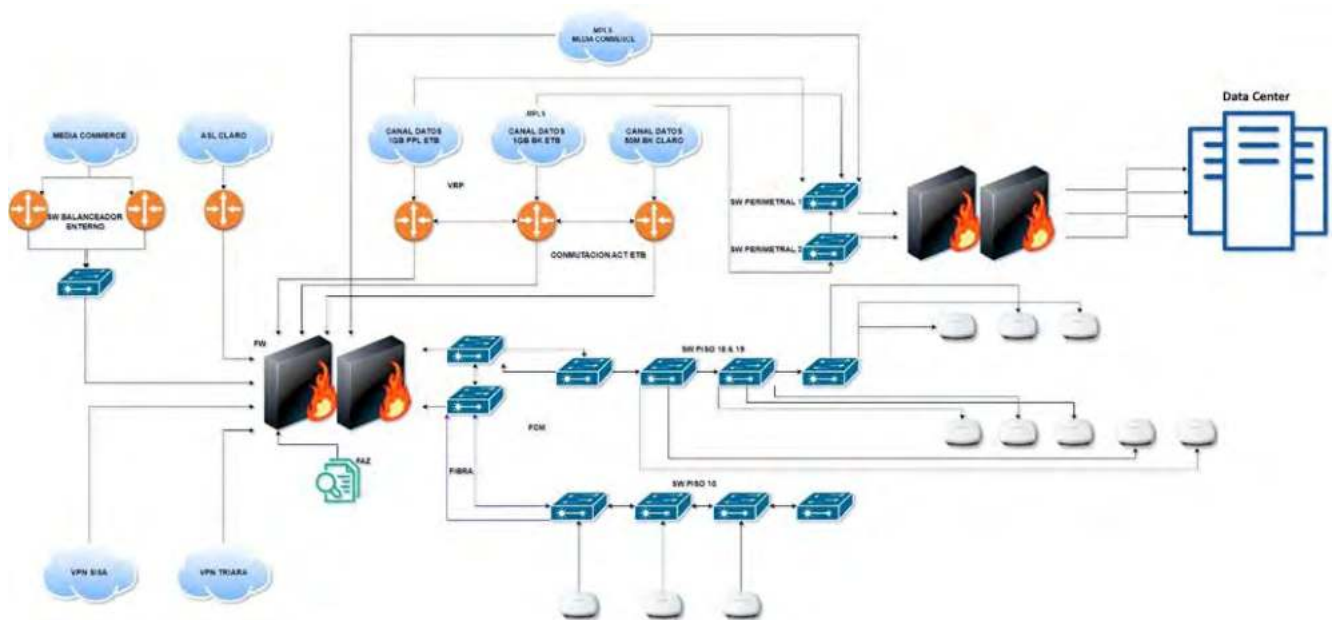 MPLS
MEDIA COMMERCE
Data Center
MEDIA COMMERCE
ASL CLARO
CANAL DATOS
1GB PPL ETB
MPLS
CANAL DATOS
1GB BK ETB
CANAL DATOS
50M BK CLARO
VRP
SW PERIMETRAL 1
SW BALANCEADOR
ENTERNO
SW PERIMETRAL 2
CONMUTACION ACT ETB
FW
SW PISO 18 & 19
FAZ
FIBRA
SW PISO 16
VPN SISA
VPN TRIARA